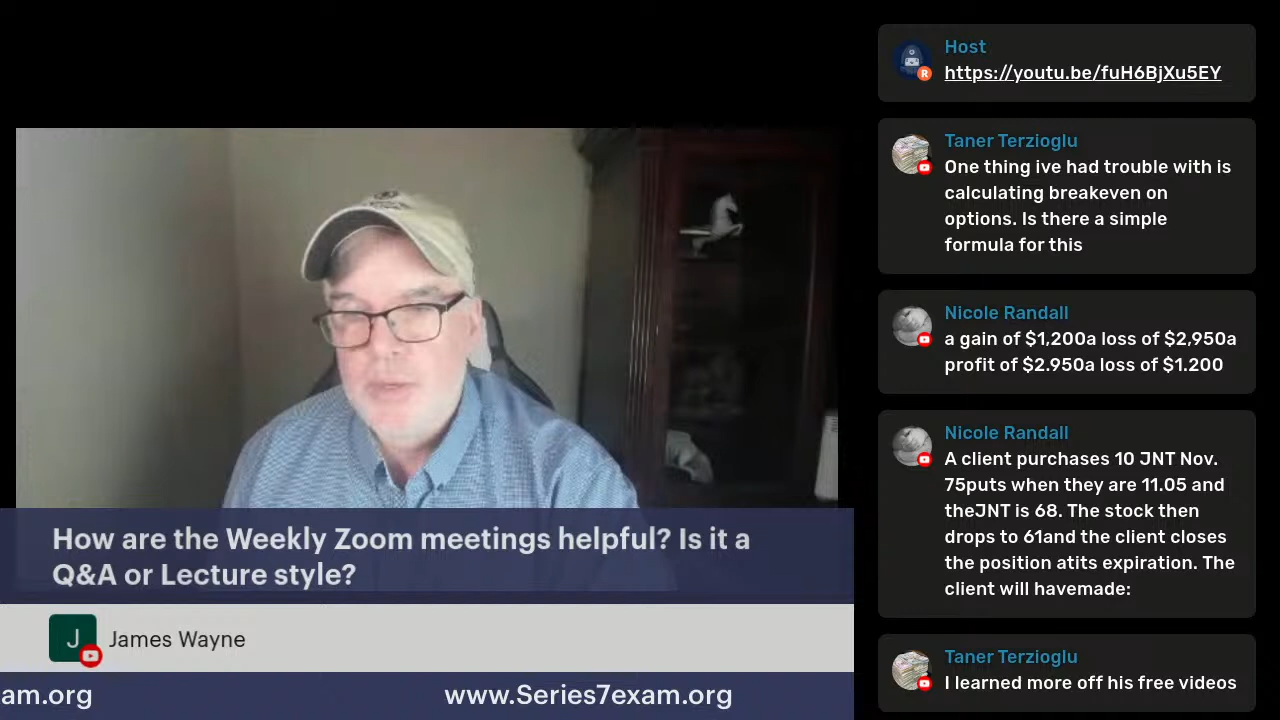 How are the Weekly Zoom meetings helpful? Is it a
Q&A or Lecture style?
J
James Wayne
am.org
www.Series7exam.org
Host
R
https://youtu.be/fuH6BjXu5EY
Taner Terzioglu
One thing ive had trouble with is
calculating breakeven on
options. Is there a simple
formula for this
Nicole Randall
a gain of $1,200a loss of $2,950a
profit of $2.950a loss of $1.200
Nicole Randall
A client purchases 10 JNT Nov.
75puts when they are 11.05 and
theJNT is 68. The stock then
drops to 61and the client closes
the position atits expiration. The
client will havemade:
Taner Terzioglu
I learned more off his free videos